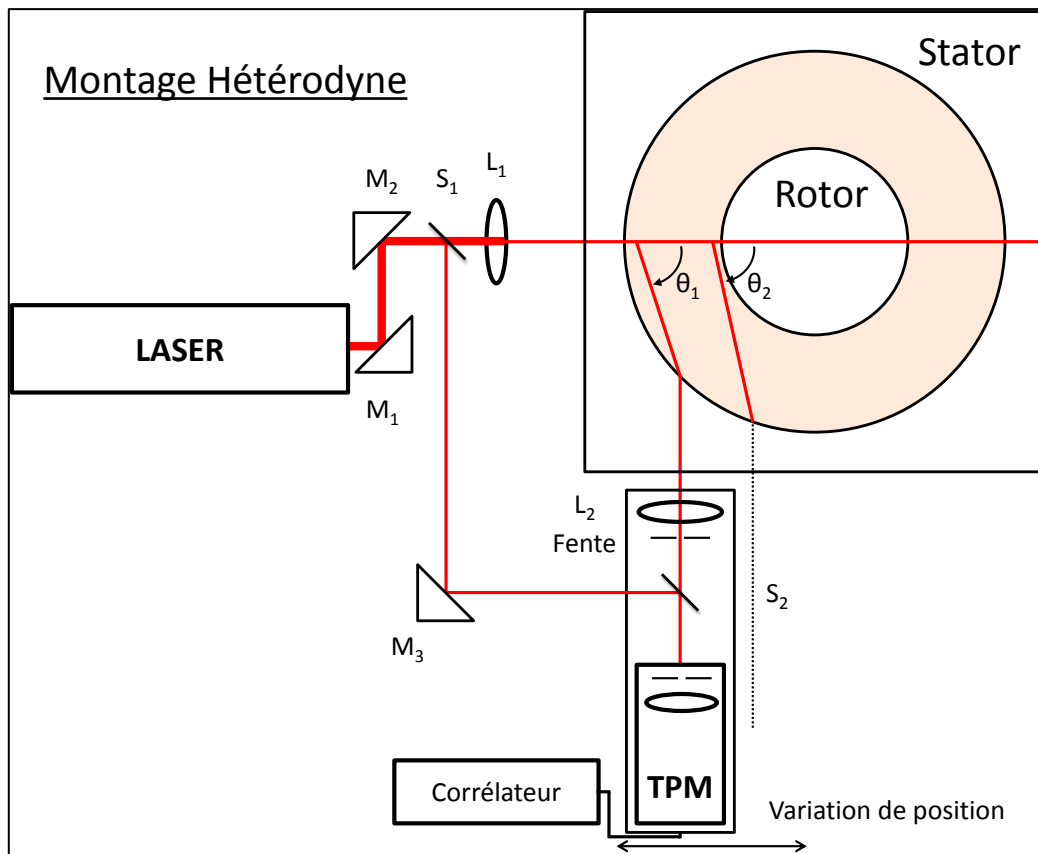 Montage Hétérodyne
Stator
Rotor
M₂
S₁
L₁
θ₁
θ₂
LASER
M₁
L₂
Fente
S₂
M₃
TPM
Corrélateur
Variation de position